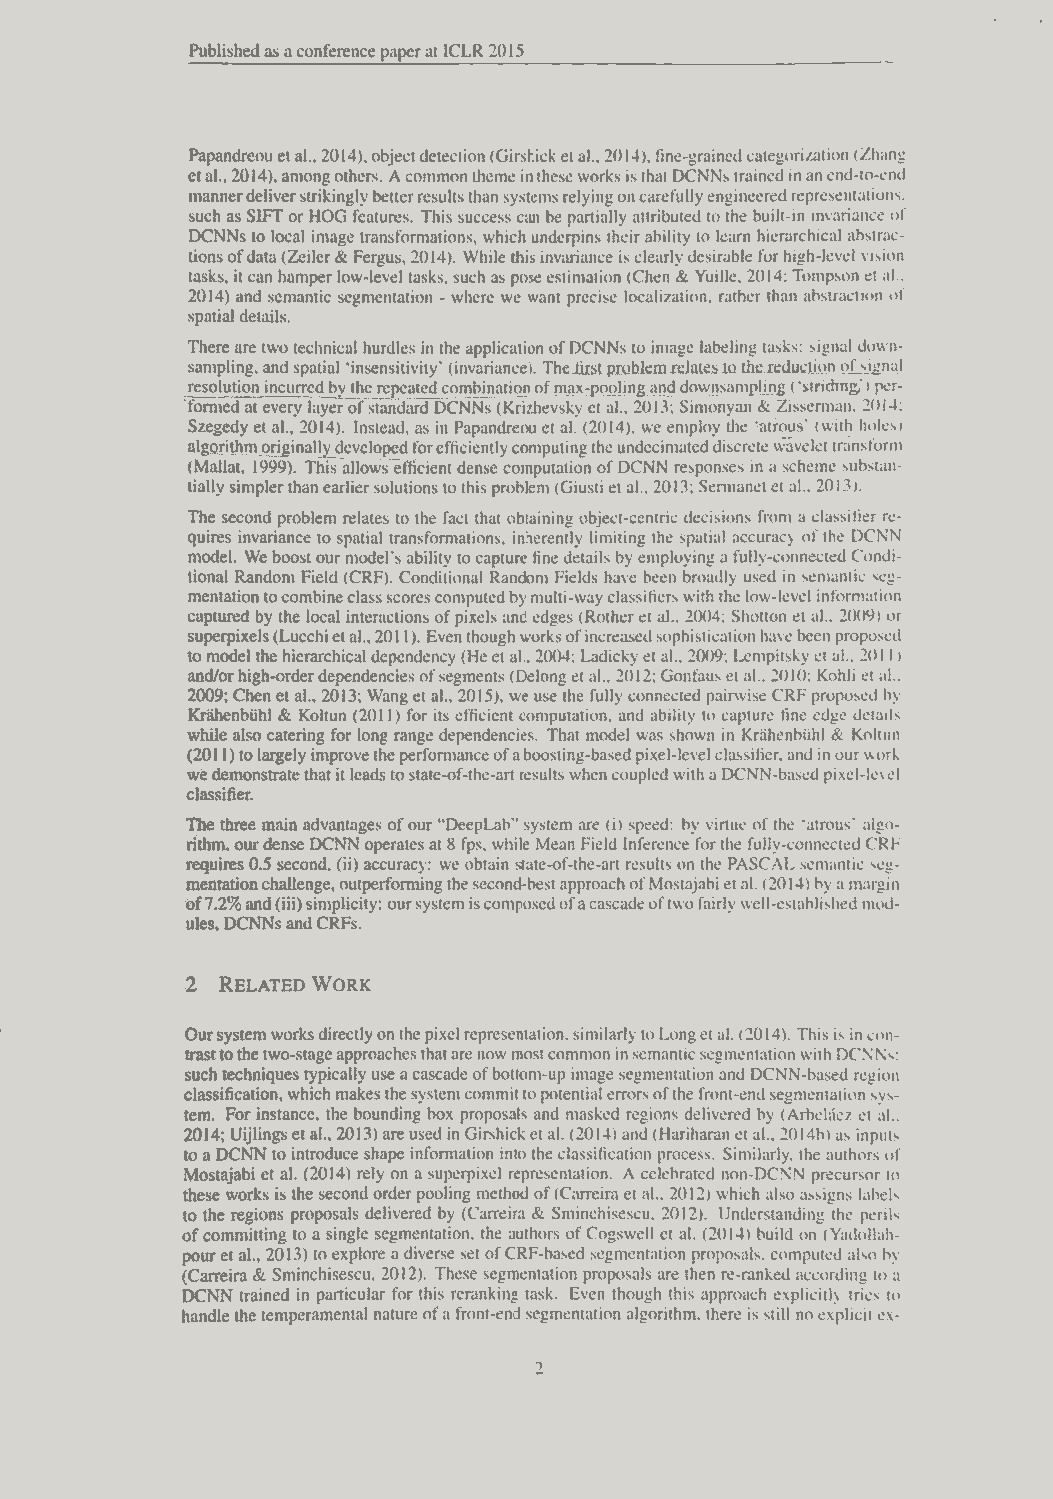 Published as a conference paper at ICLR 2015
Papandreou et al., 2014), object detection (Girshick et al., 2014), fine-grained categorization (Zhang
et al., 2014), among others. A common theme in these works is that DCNNs trained in an end-to-end
manner deliver strikingly better results than systems relying on carefully engineered representations,
such as SIFT or HOG features. This success can be partially attributed to the built-in invariance of
DCNNs to local image transformations, which underpins their ability to learn hierarchical abstrac-
tions of data (Zeiler & Fergus, 2014). While this invariance is clearly desirable for high-level vision
tasks, it can hamper low-level tasks, such as pose estimation (Chen & Yuille, 2014; Tompson et al.,
2014) and semantic segmentation - where we want precise localization, rather than abstraction of
spatial details.
There are two technical hurdles in the application of DCNNs to image labeling tasks: signal down-
sampling, and spatial ‘insensitivity’ (invariance). The first problem relates to the reduction of signal
resolution incurred by the repeated combination of max-pooling and downsampling (‘striding’) per-
formed at every layer of standard DCNNs (Krizhevsky et al., 2013; Simonyan & Zisserman, 2014;
Szegedy et al., 2014). Instead, as in Papandreou et al. (2014), we employ the ‘atrous’ (with holes)
algorithm originally developed for efficiently computing the undecimated discrete wavelet transform
(Mallat, 1999). This allows efficient dense computation of DCNN responses in a scheme substan-
tially simpler than earlier solutions to this problem (Giusti et al., 2013; Sermanet et al., 2013).
The second problem relates to the fact that obtaining object-centric decisions from a classifier re-
quires invariance to spatial transformations, inherently limiting the spatial accuracy of the DCNN
model. We boost our model's ability to capture fine details by employing a fully-connected Condi-
tional Random Field (CRF). Conditional Random Fields have been broadly used in semantic seg-
mentation to combine class scores computed by multi-way classifiers with the low-level information
captured by the local interactions of pixels and edges (Rother et al., 2004; Shotton et al., 2009) or
superpixels (Lucchi et al., 2011). Even though works of increased sophistication have been proposed
to model the hierarchical dependency (He et al., 2004; Ladicky et al., 2009; Lempitsky et al., 2011)
and/or high-order dependencies of segments (Delong et al., 2012; Gonfaus et al., 2010; Kohli et al.,
2009; Chen et al., 2013; Wang et al., 2015), we use the fully connected pairwise CRF proposed by
Krähenbühl & Koltun (2011) for its efficient computation, and ability to capture fine edge details
while also catering for long range dependencies. That model was shown in Krähenbühl & Koltun
(2011) to largely improve the performance of a boosting-based pixel-level classifier, and in our work
we demonstrate that it leads to state-of-the-art results when coupled with a DCNN-based pixel-level
classifier.
The three main advantages of our “DeepLab” system are (i) speed: by virtue of the ‘atrous’ algo-
rithm, our dense DCNN operates at 8 fps, while Mean Field Inference for the fully-connected CRF
requires 0.5 second, (ii) accuracy: we obtain state-of-the-art results on the PASCAL semantic seg-
mentation challenge, outperforming the second-best approach of Mostajabi et al. (2014) by a margin
of 7.2% and (iii) simplicity: our system is composed of a cascade of two fairly well-established mod-
ules, DCNNs and CRFs.
2 RELATED WORK
Our system works directly on the pixel representation, similarly to Long et al. (2014). This is in con-
trast to the two-stage approaches that are now most common in semantic segmentation with DCNNs:
such techniques typically use a cascade of bottom-up image segmentation and DCNN-based region
classification, which makes the system commit to potential errors of the front-end segmentation sys-
tem. For instance, the bounding box proposals and masked regions delivered by (Arbeláez et al.,
2014; Uijlings et al., 2013) are used in Girshick et al. (2014) and (Hariharan et al., 2014b) as inputs
to a DCNN to introduce shape information into the classification process. Similarly, the authors of
Mostajabi et al. (2014) rely on a superpixel representation. A celebrated non-DCNN precursor to
these works is the second order pooling method of (Carreira et al., 2012) which also assigns labels
to the regions proposals delivered by (Carreira & Sminchisescu, 2012). Understanding the perils
of committing to a single segmentation, the authors of Cogswell et al. (2014) build on (Yadollah-
pour et al., 2013) to explore a diverse set of CRF-based segmentation proposals, computed also by
(Carreira & Sminchisescu, 2012). These segmentation proposals are then re-ranked according to a
DCNN trained in particular for this reranking task. Even though this approach explicitly tries to
handle the temperamental nature of a front-end segmentation algorithm, there is still no explicit ex-
2